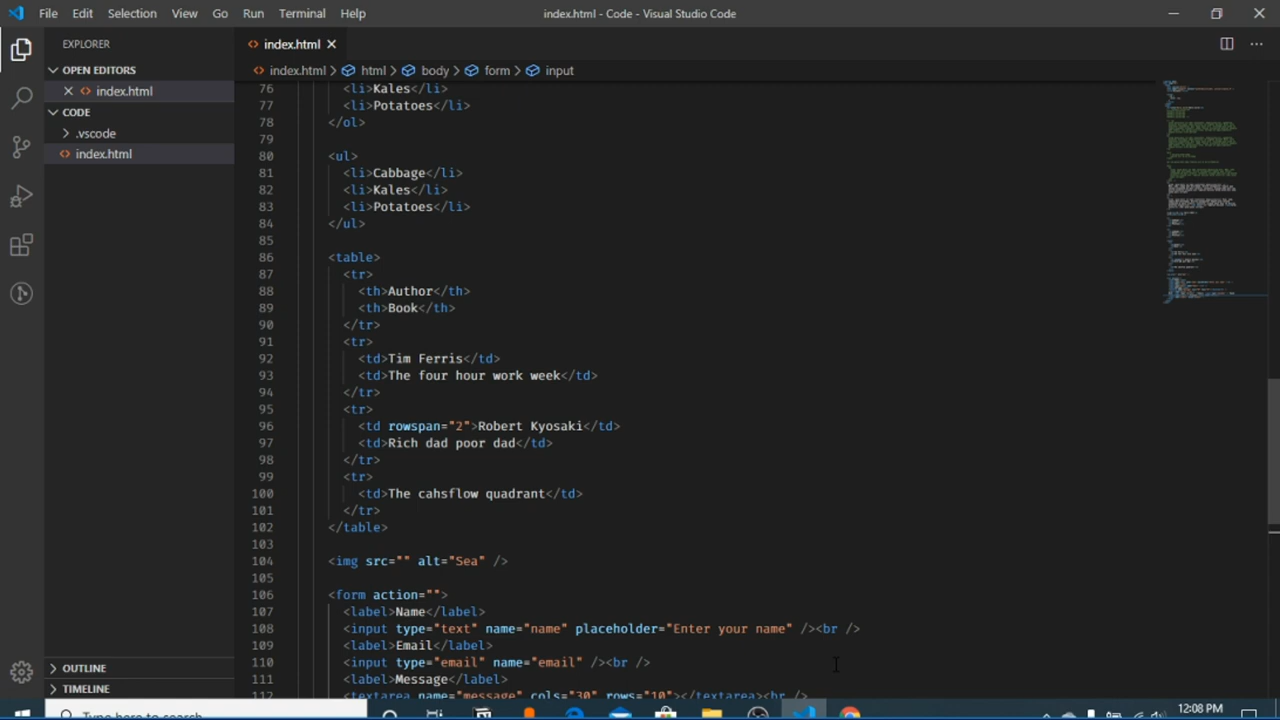 File Edit Selection View Go Run Terminal Help index.html - Code - Visual Studio Code
EXPLORER
index.html
OPEN EDITORS
index.html > html > body > form > input
index.html
CODE
.vscode
index.html
76 <li>Kales</li>
77 <li>Potatoes</li>
78 </ol>
79
80 <ul>
81 <li>Cabbage</li>
82 <li>Kales</li>
83 <li>Potatoes</li>
84 </ul>
85
86 <table>
87 <tr>
88 <th>Author</th>
89 <th>Book</th>
90 </tr>
91 <tr>
92 <td>Tim Ferris</td>
93 <td>The four hour work week</td>
94 </tr>
95 <tr>
96 <td rowspan="2">Robert Kyosaki</td>
97 <td>Rich dad poor dad</td>
98 </tr>
99 <tr>
100 <td>The cahsflow quadrant</td>
101 </tr>
102 </table>
103
104 <img src="" alt="Sea" />
105
106 <form action="">
107 <label>Name</label>
108 <input type="text" name="name" placeholder="Enter your name" /><br />
109 <label>Email</label>
110 <input type="email" name="email" /><br />
111 <label>Message</label>
112 <textarea name="message" cols="30" rows="10"></textarea><br />
OUTLINE
TIMELINE
Type here to search
12:08 PM